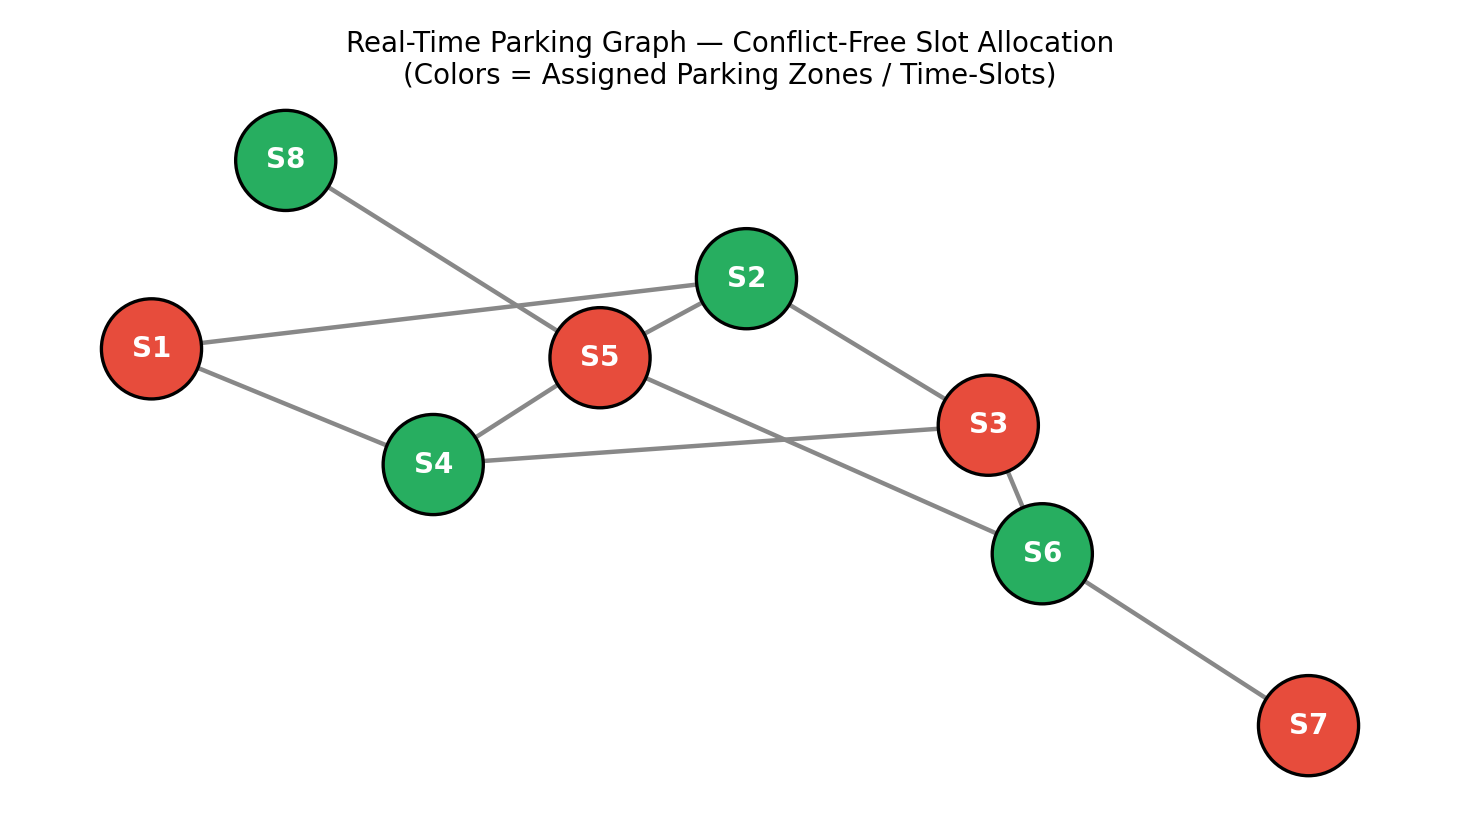 Real-Time Parking Graph — Conflict-Free Slot Allocation
(Colors = Assigned Parking Zones / Time-Slots)
S8
S2
S1
S5
S3
S4
S6
S7